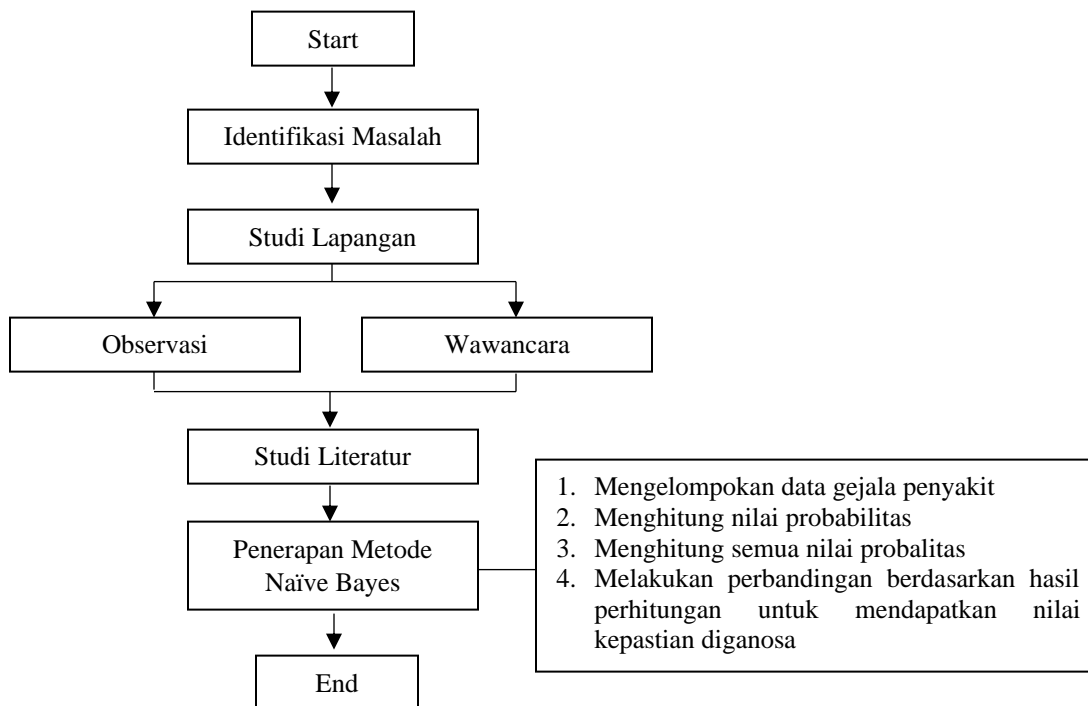 Start
Identifikasi Masalah
Studi Lapangan
Observasi
Wawancara
Studi Literatur
Penerapan Metode
Naïve Bayes
1. Mengelompokan data gejala penyakit
2. Menghitung nilai probabilitas
3. Menghitung semua nilai probalitas
4. Melakukan perbandingan berdasarkan hasil
perhitungan untuk mendapatkan nilai
kepastian diganosa
End